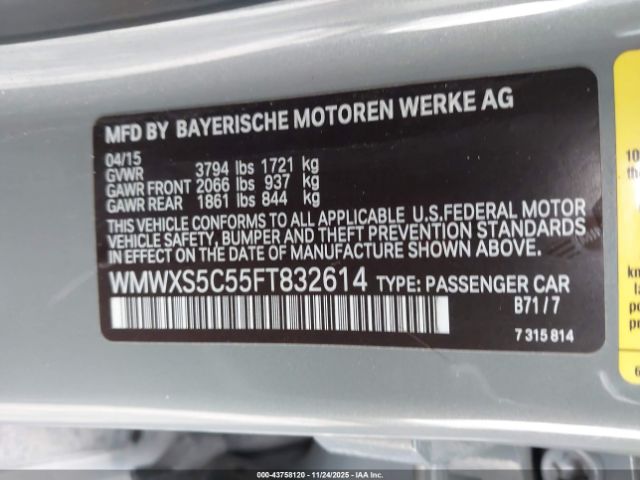 MFD BY BAYERISCHE MOTOREN WERKE AG
04/15
GVWR 3794 lbs 1721 kg
GAWR FRONT 2066 lbs 937 kg
GAWR REAR 1861 lbs 844 kg
THIS VEHICLE CONFORMS TO ALL APPLICABLE U.S.FEDERAL MOTOR
VEHICLE SAFETY, BUMPER AND THEFT PREVENTION STANDARDS
IN EFFECT ON THE DATE OF MANUFACTURE SHOWN ABOVE.
WMWXS5C55FT832614 TYPE: PASSENGER CAR
B71/7
7 315 814
000-43758120 - 11/24/2025 - IAAI.COM